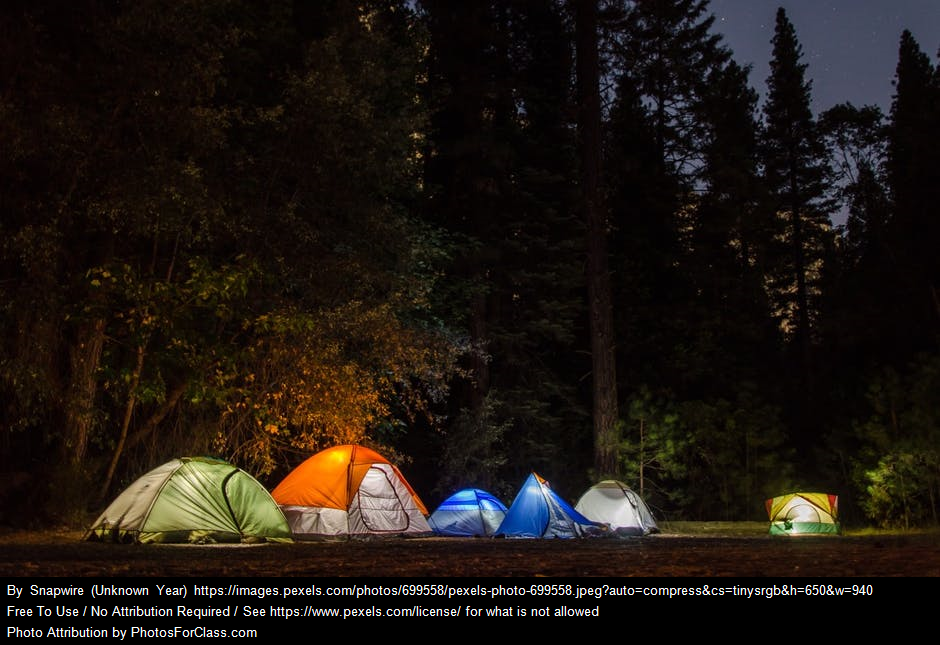 By Snapwire (Unknown Year) https://images.pexels.com/photos/699558/pexels-photo-699558.jpeg?auto=compress&cs=tinysrgb&h=650&w=940
Free To Use / No Attribution Required / See https://www.pexels.com/license/ for what is not allowed
Photo Attribution by PhotosForClass.com